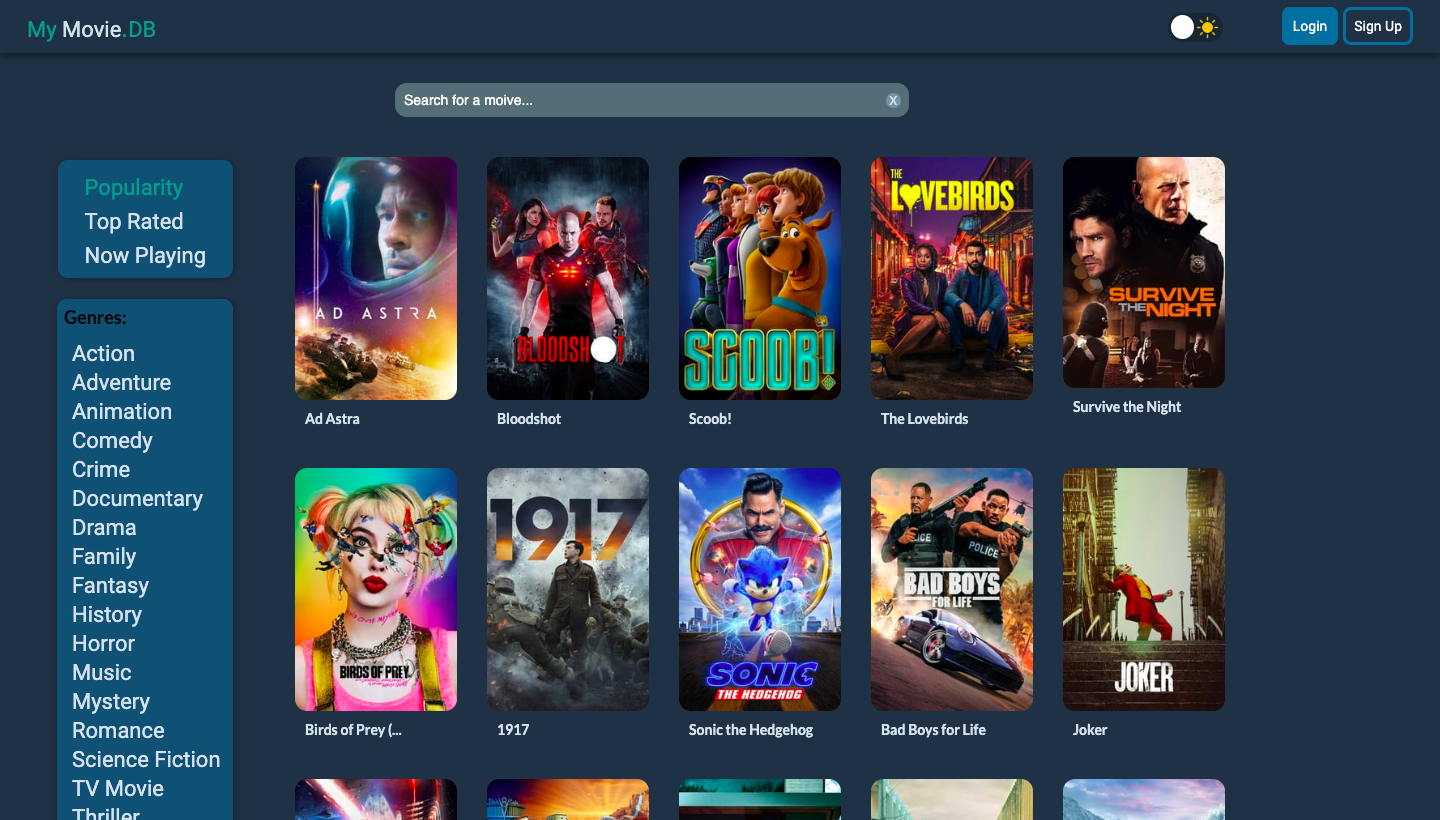 My Movie.DB
Login
Sign Up
Search for a moive...
X
Popularity
Top Rated
Now Playing
Genres:
Action
Adventure
Animation
Comedy
Crime
Documentary
Drama
Family
Fantasy
History
Horror
Music
Mystery
Romance
Science Fiction
TV Movie
Thriller
AD ASTRA
BLOODSHOT
SCOOB!
THE
LOVEBIRDS
SURVIVE
THE NIGHT
Ad Astra
Bloodshot
Scoob!
The Lovebirds
Survive the Night
BIRDS OF PREY
1917
SONIC
THE HEDGEHOG
POLICE
BAD BOYS
FOR LIFE
JOKER
Birds of Prey (...
1917
Sonic the Hedgehog
Bad Boys for Life
Joker